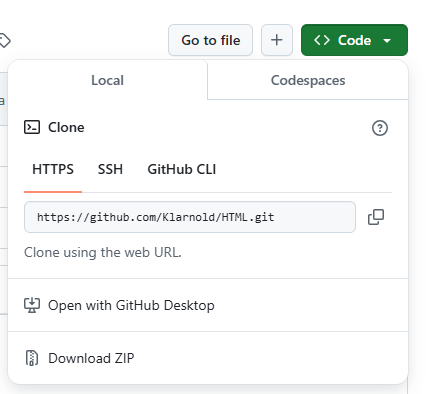 Go to file
Code
Local
Codespaces
Clone
HTTPS
SSH
GitHub CLI
https://github.com/Klarnold/HTML.git
Clone using the web URL.
Open with GitHub Desktop
Download ZIP